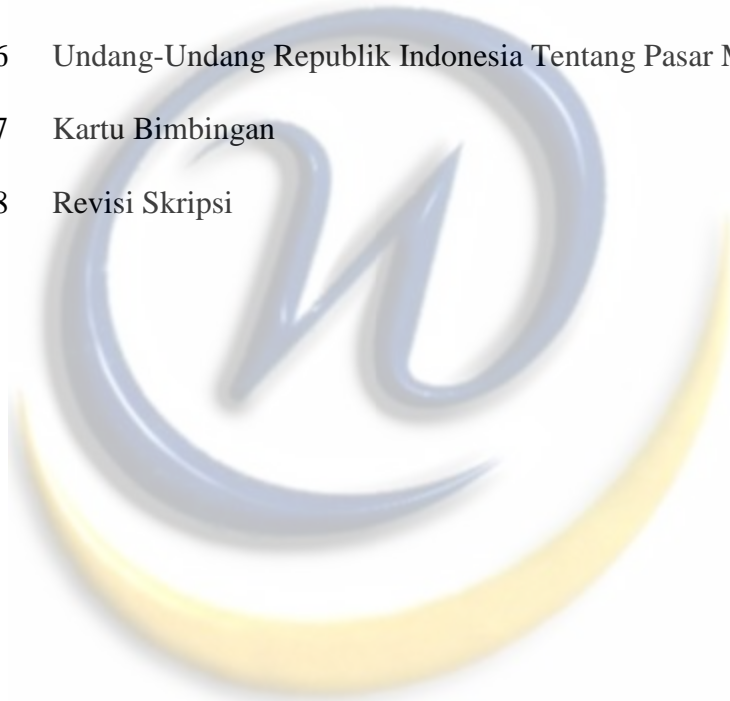 6 Undang-Undang Republik Indonesia Tentang Pasar M
7 Kartu Bimbingan
8 Revisi Skripsi